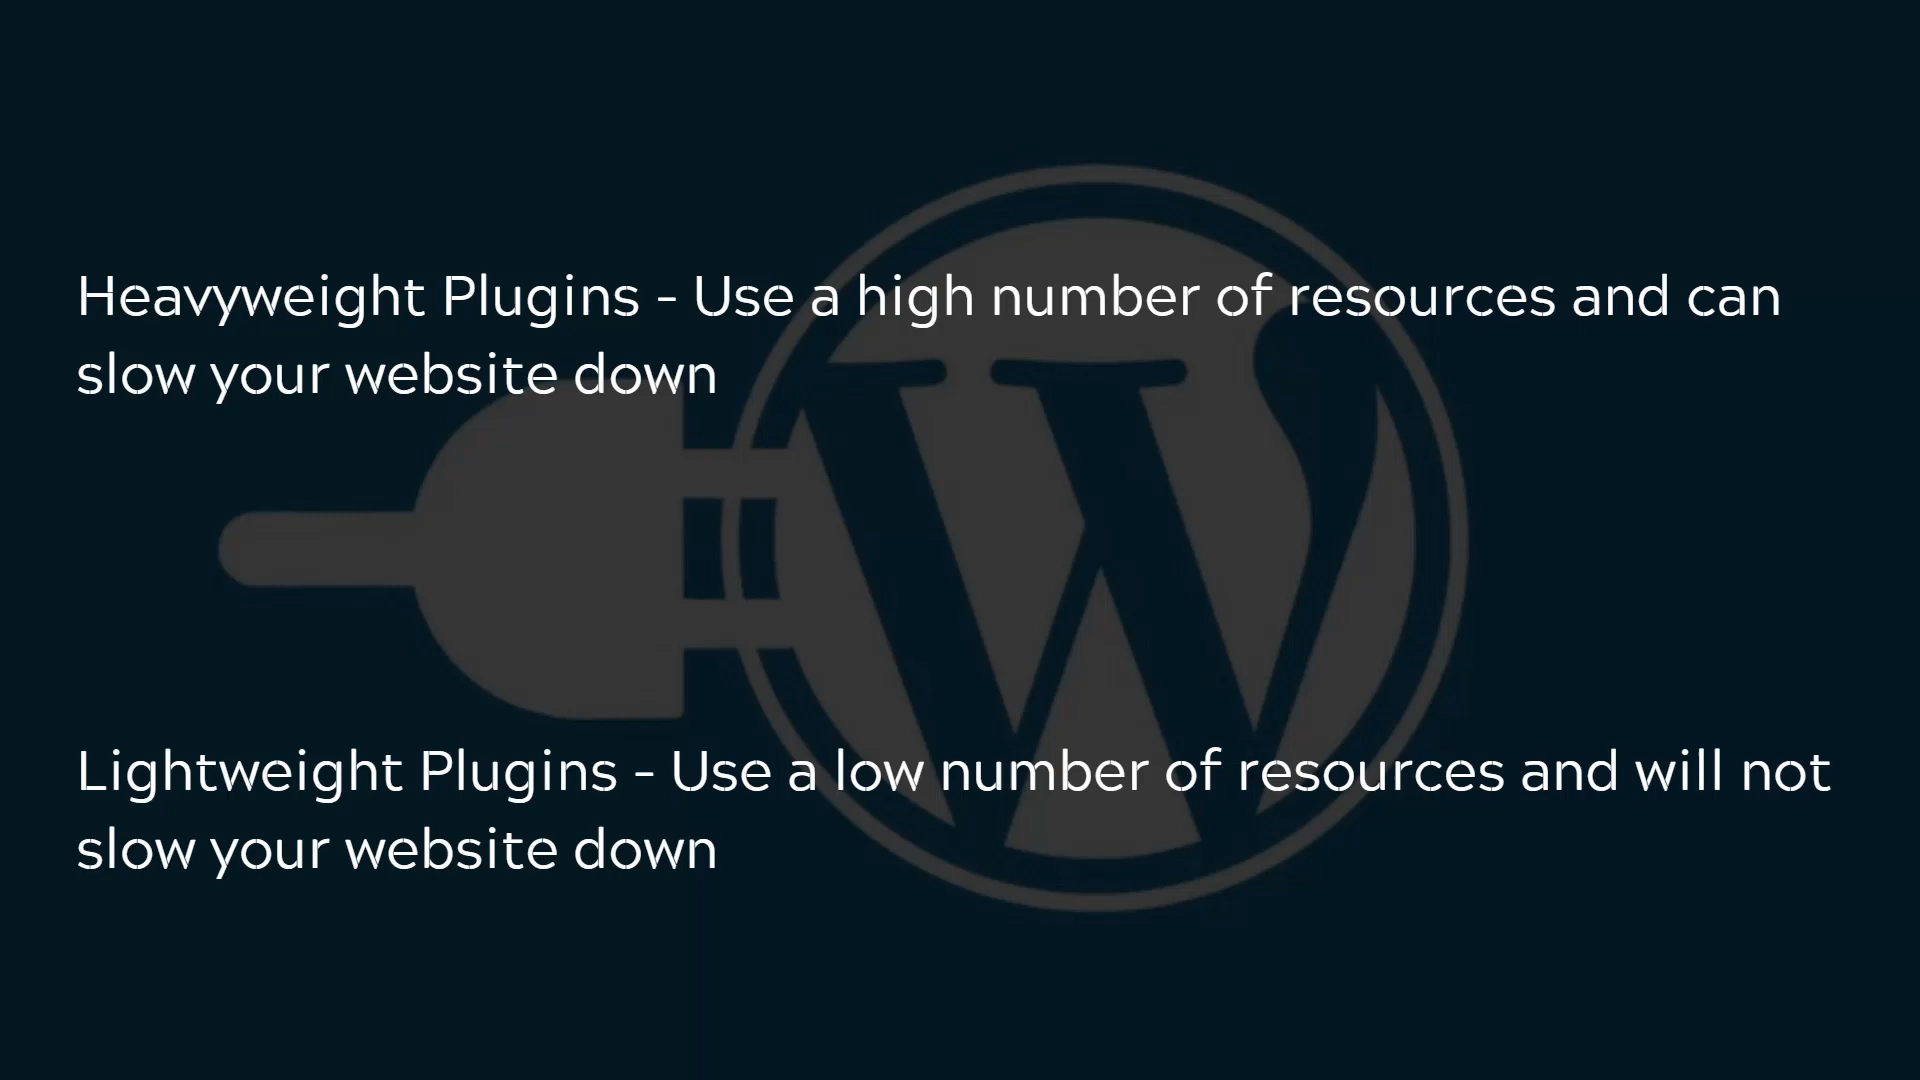 Heavyweight Plugins - Use a high number of resources and can
slow your website down
Lightweight Plugins - Use a low number of resources and will not
slow your website down